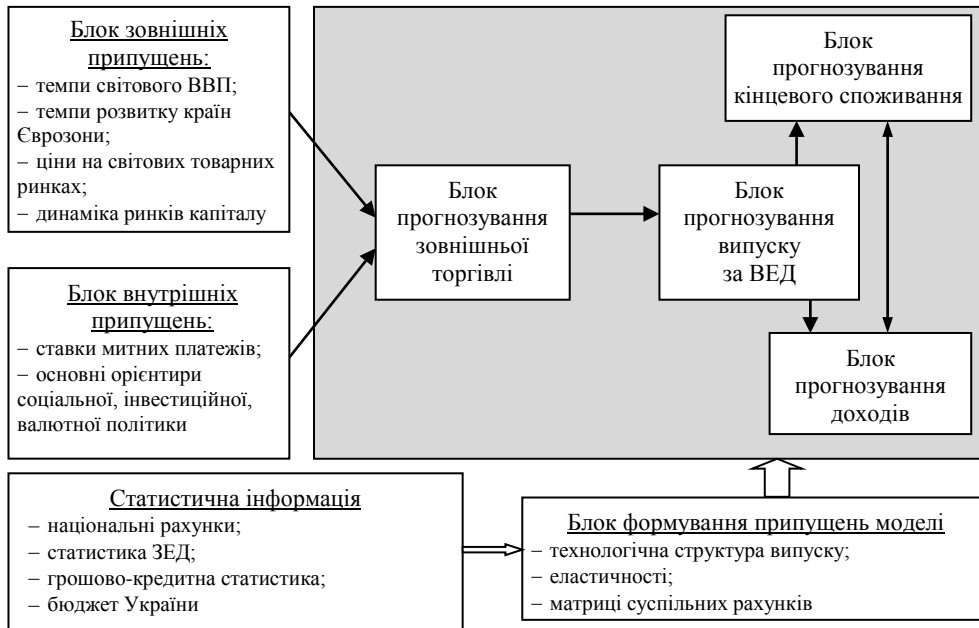 Блок зовнішніх
припущень:
– темпи світового ВВП;
– темпи розвитку країн
Єврозони;
– ціни на світових товарних
ринках;
– динаміка ринків капіталу
Блок внутрішніх
припущень:
– ставки митних платежів;
– основні орієнтири
соціальної, інвестиційної,
валютної політики
Блок
прогнозування
зовнішньої
торгівлі
Блок
прогнозування
випуску
за ВЕД
Блок
прогнозування
кінцевого споживання
Блок
прогнозування
доходів
Статистична інформація
– національні рахунки;
– статистика ЗЕД;
– грошово-кредитна статистика;
– бюджет України
Блок формування припущень моделі
– технологічна структура випуску;
– еластичності;
– матриці суспільних рахунків